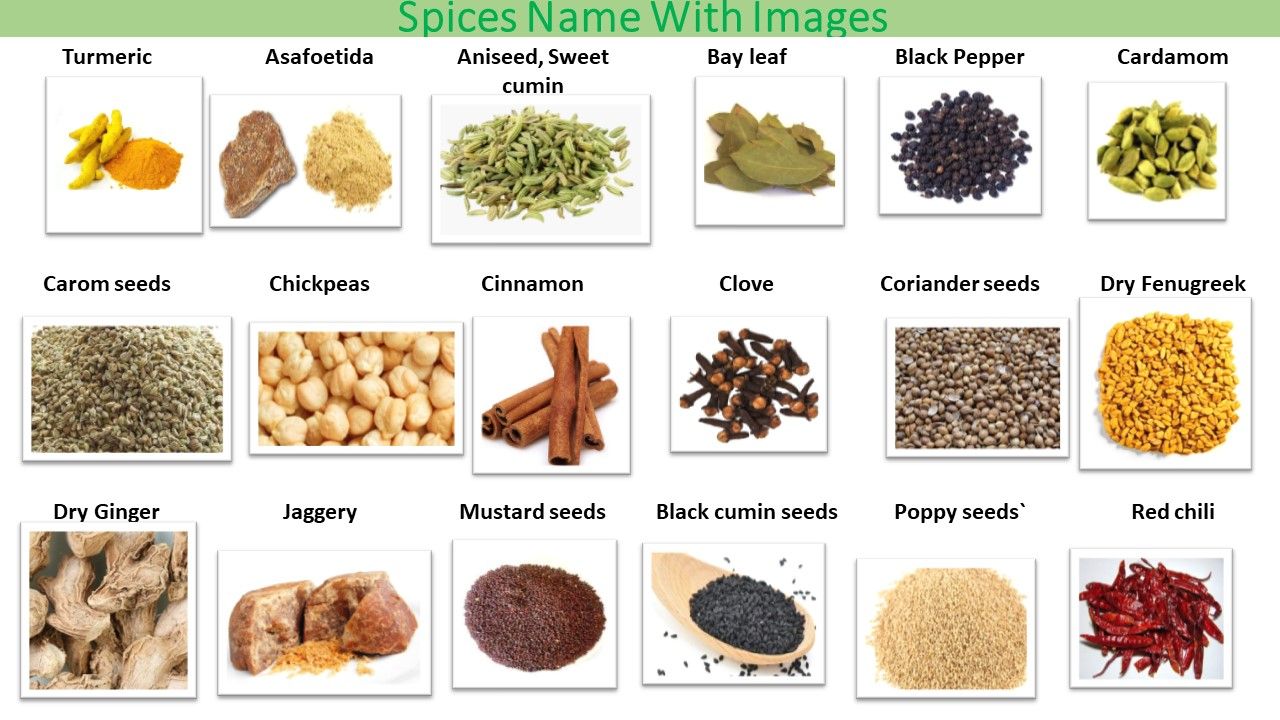 Spices Name With Images
Turmeric
Asafoetida
Aniseed, Sweet
cumin
Bay leaf
Black Pepper
Cardamom
Carom seeds
Chickpeas
Cinnamon
Clove
Coriander seeds
Dry Fenugreek
Dry Ginger
Jaggery
Mustard seeds
Black cumin seeds
Poppy seeds`
Red chili